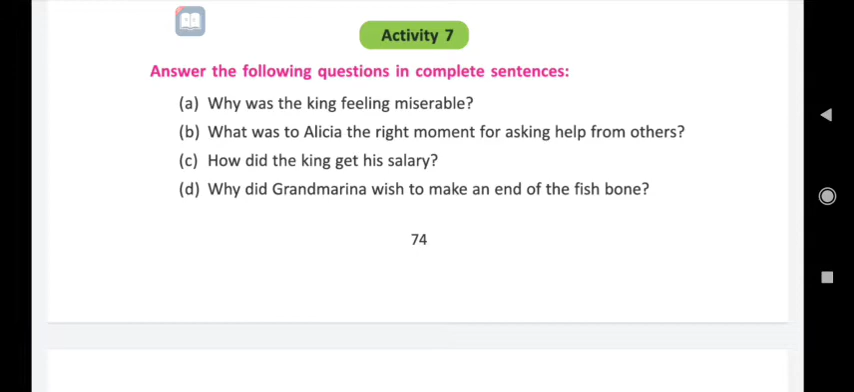 Activity 7
Answer the following questions in complete sentences:
(a) Why was the king feeling miserable?
(b) What was to Alicia the right moment for asking help from others?
(c) How did the king get his salary?
(d) Why did Grandmarina wish to make an end of the fish bone?
74